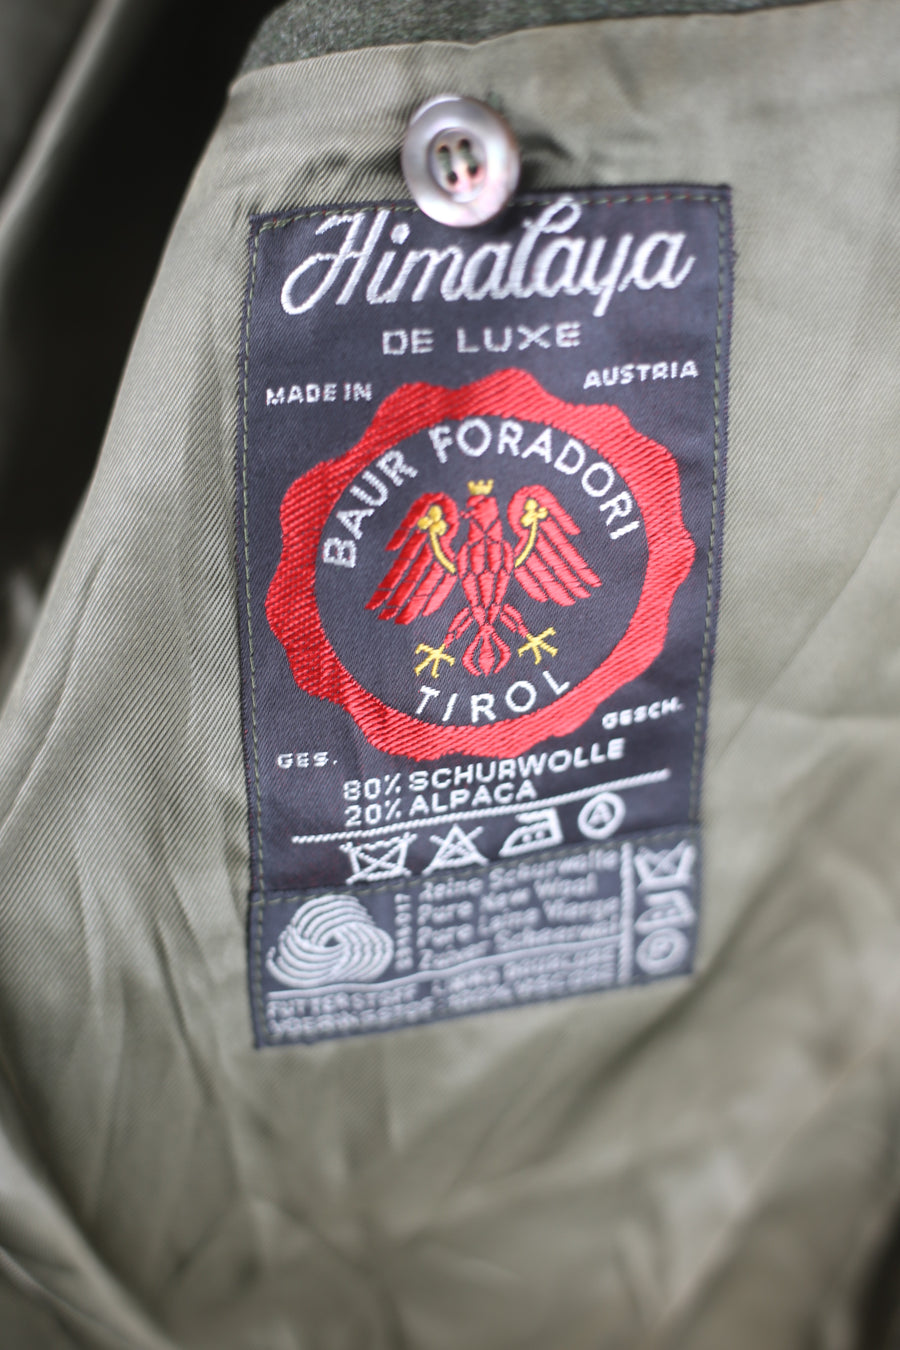 Himalaya
DE LUXE
MADE IN AUSTRIA
BAUR FORADORI
TIROL
GES. GESCH.
80% SCHURWOLLE
20% ALPACA
A
Reine Schurwolle
Pure New Wool
Pure Laine Vierge
Zuiver Scheerwol
FUTTERSTOFF